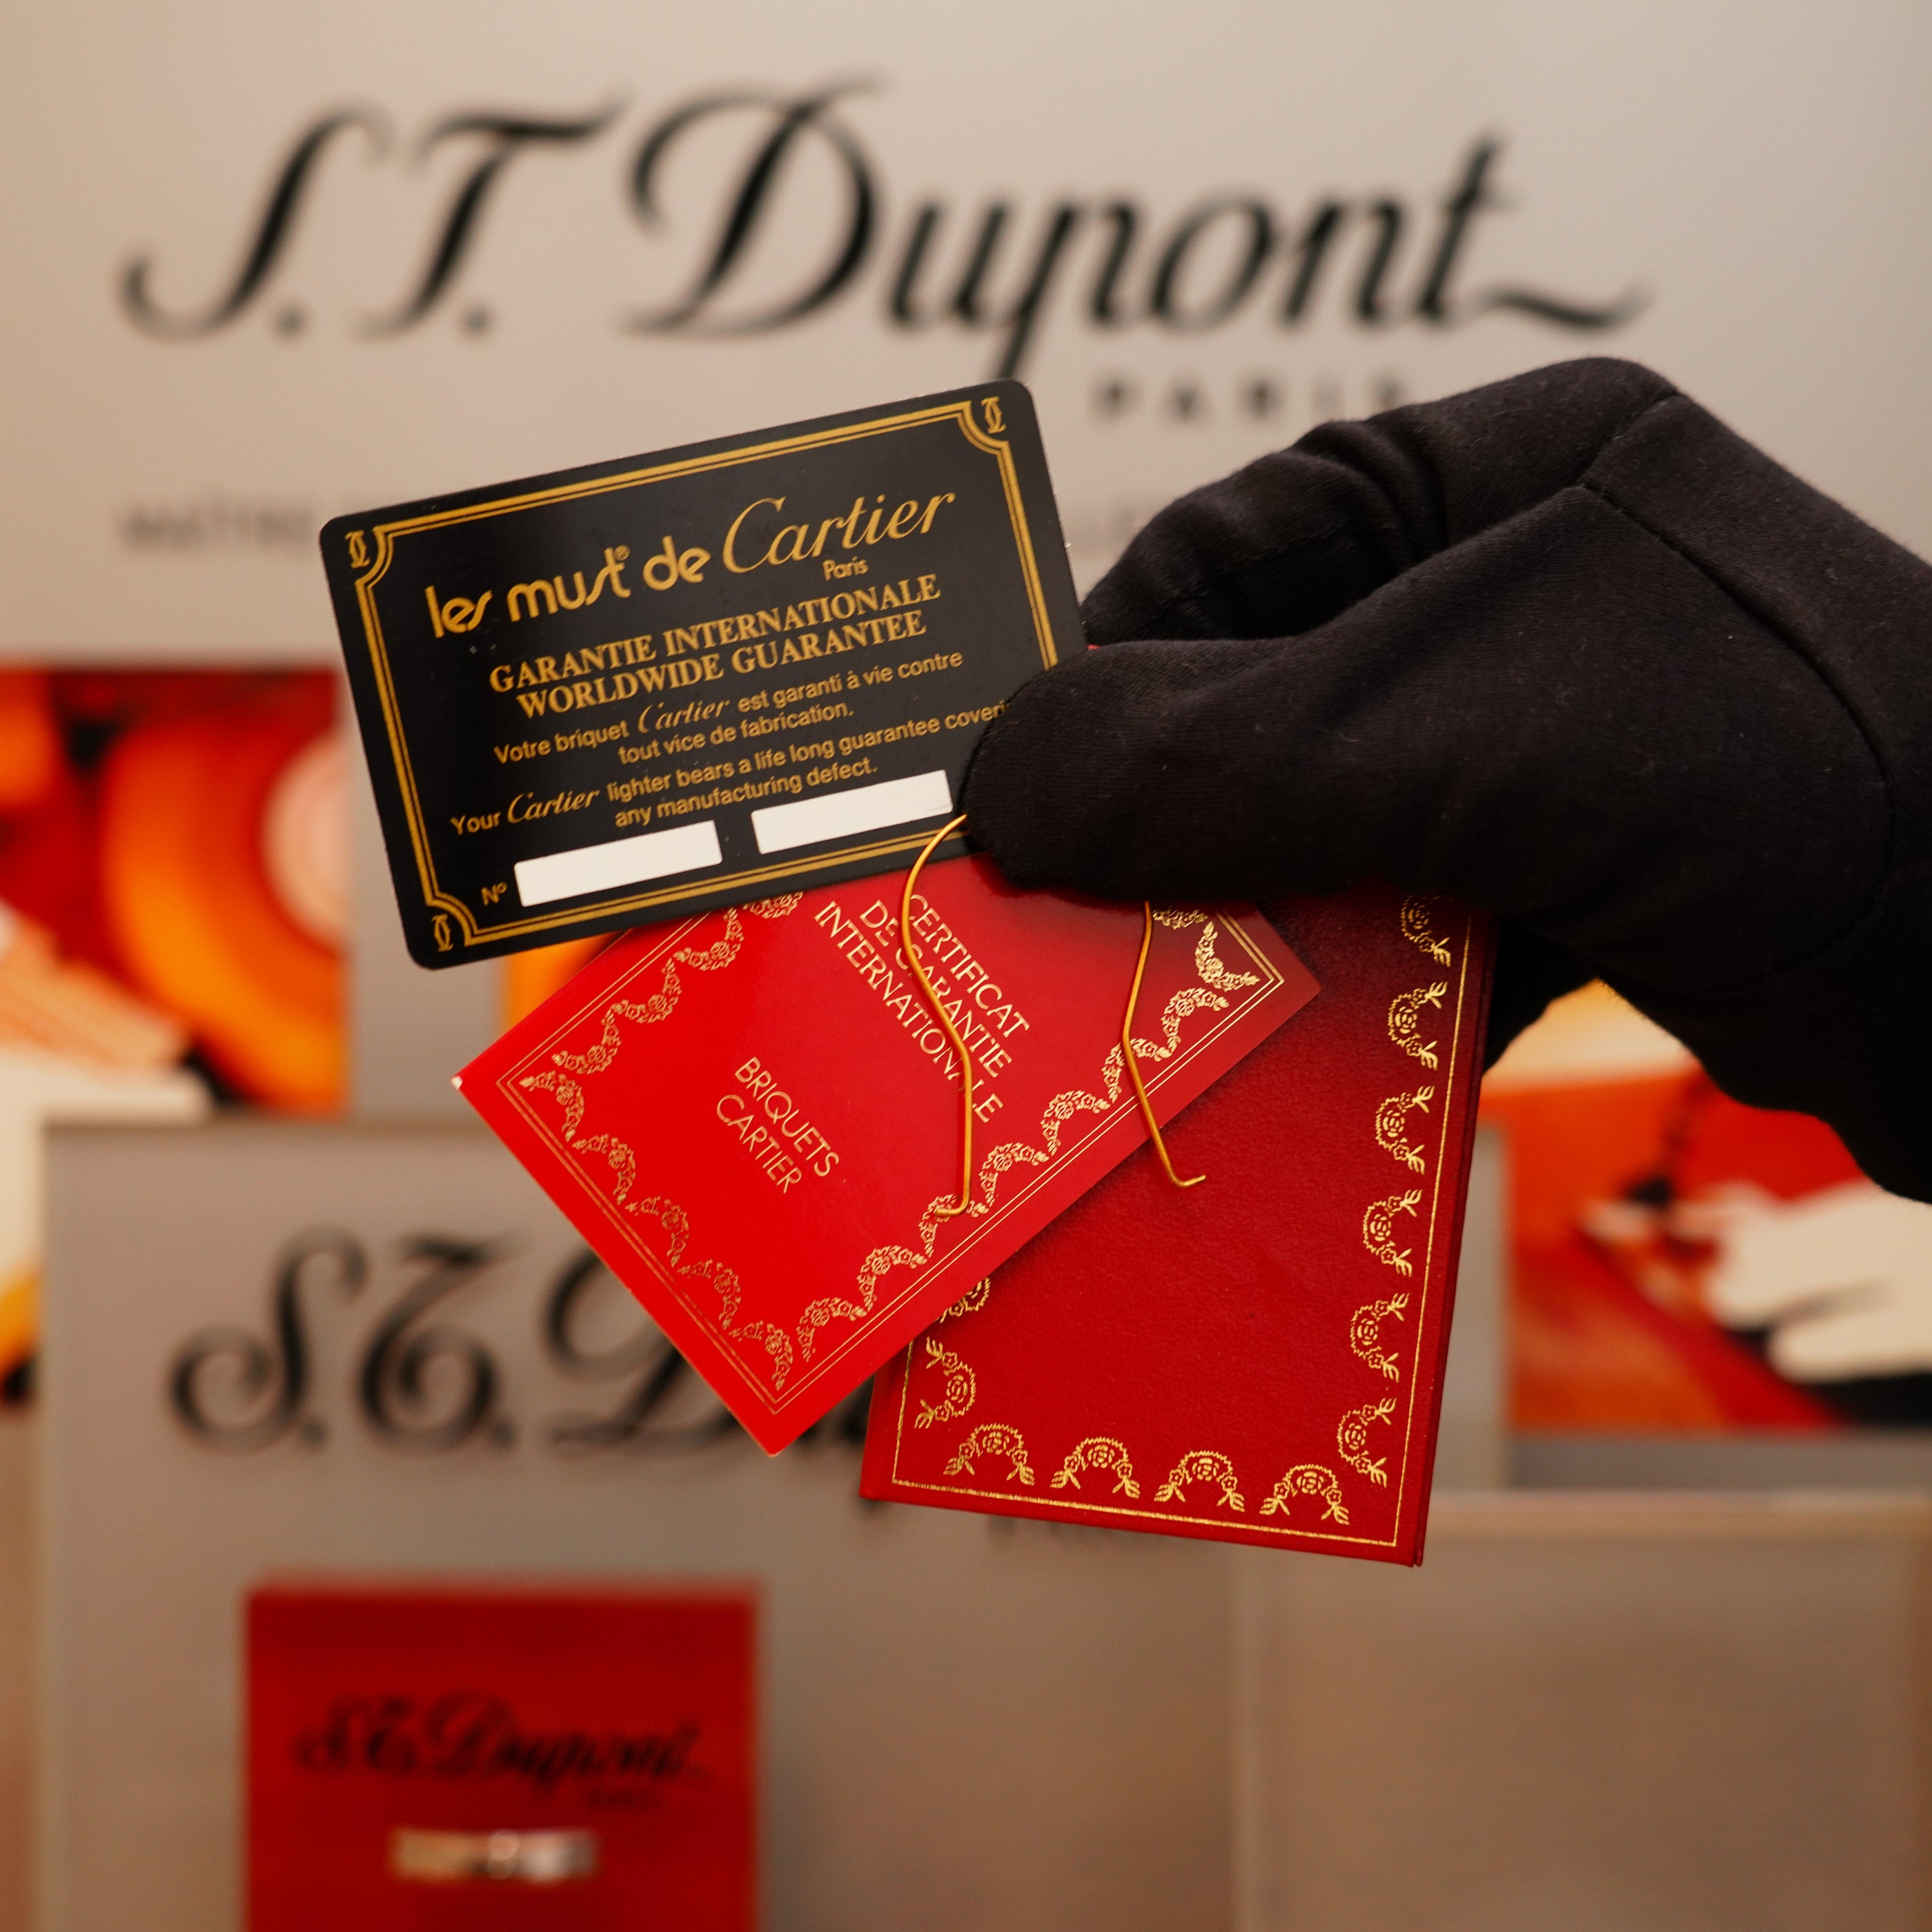 S.T. Dupont
PARIS
les must® de Cartier
Paris
GARANTIE INTERNATIONALE
WORLDWIDE GUARANTEE
Votre briquet Cartier est garanti à vie contre
tout vice de fabrication.
Your Cartier lighter bears a life long guarantee
any manufacturing defect.
Nº
CERTIFICAT
DE GARANTIE
INTERNATIONALE
BRIQUETS
CARTIER
S.T.
S.T. Dupont